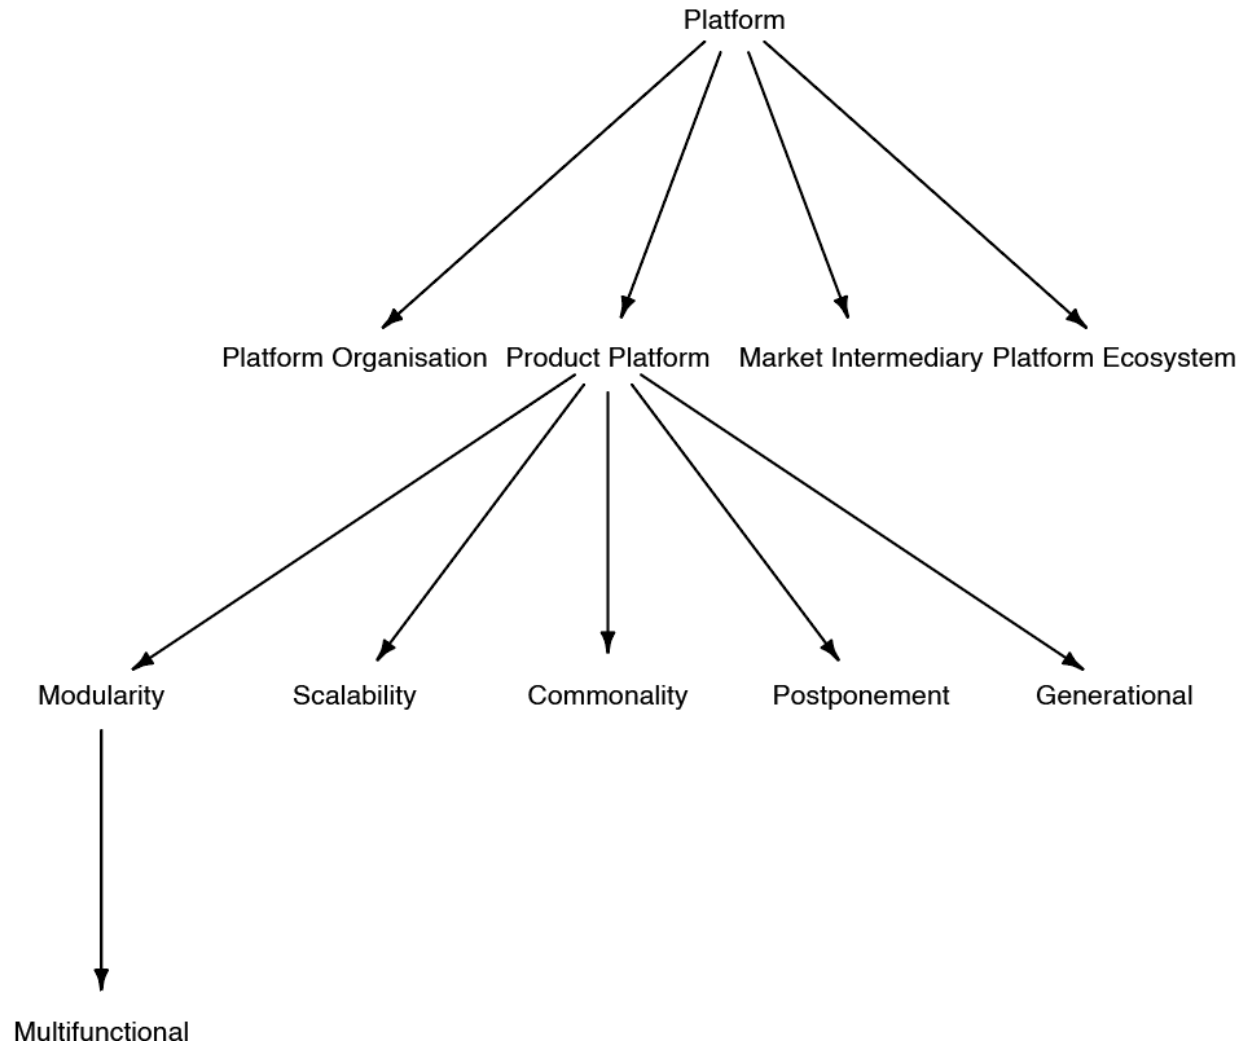 Platform
Platform Organisation Product Platform Market Intermediary Platform Ecosystem
Modularity Scalability Commonality Postponement Generational
Multifunctional